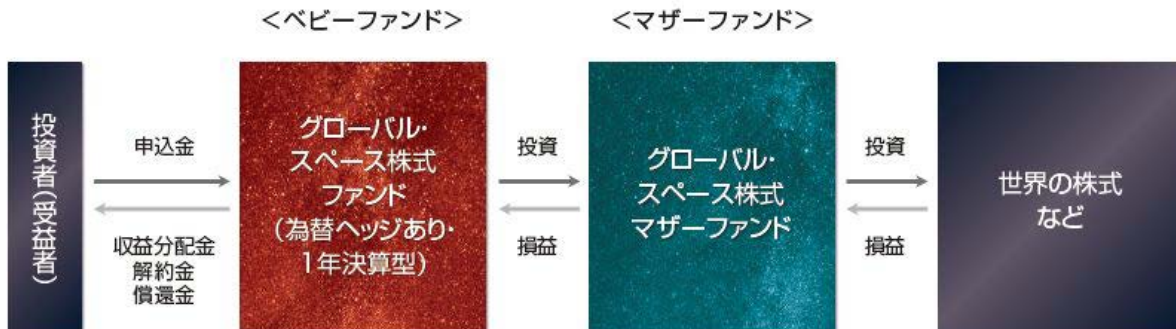 ＜ベビーファンド＞
＜マザーファンド＞
投資者(受益者)
申込金
収益分配金
解約金
償還金
グローバル・
スペース株式
ファンド
(為替ヘッジあり・
1年決算型)
投資
損益
グローバル・
スペース株式
マザーファンド
投資
損益
世界の株式
など